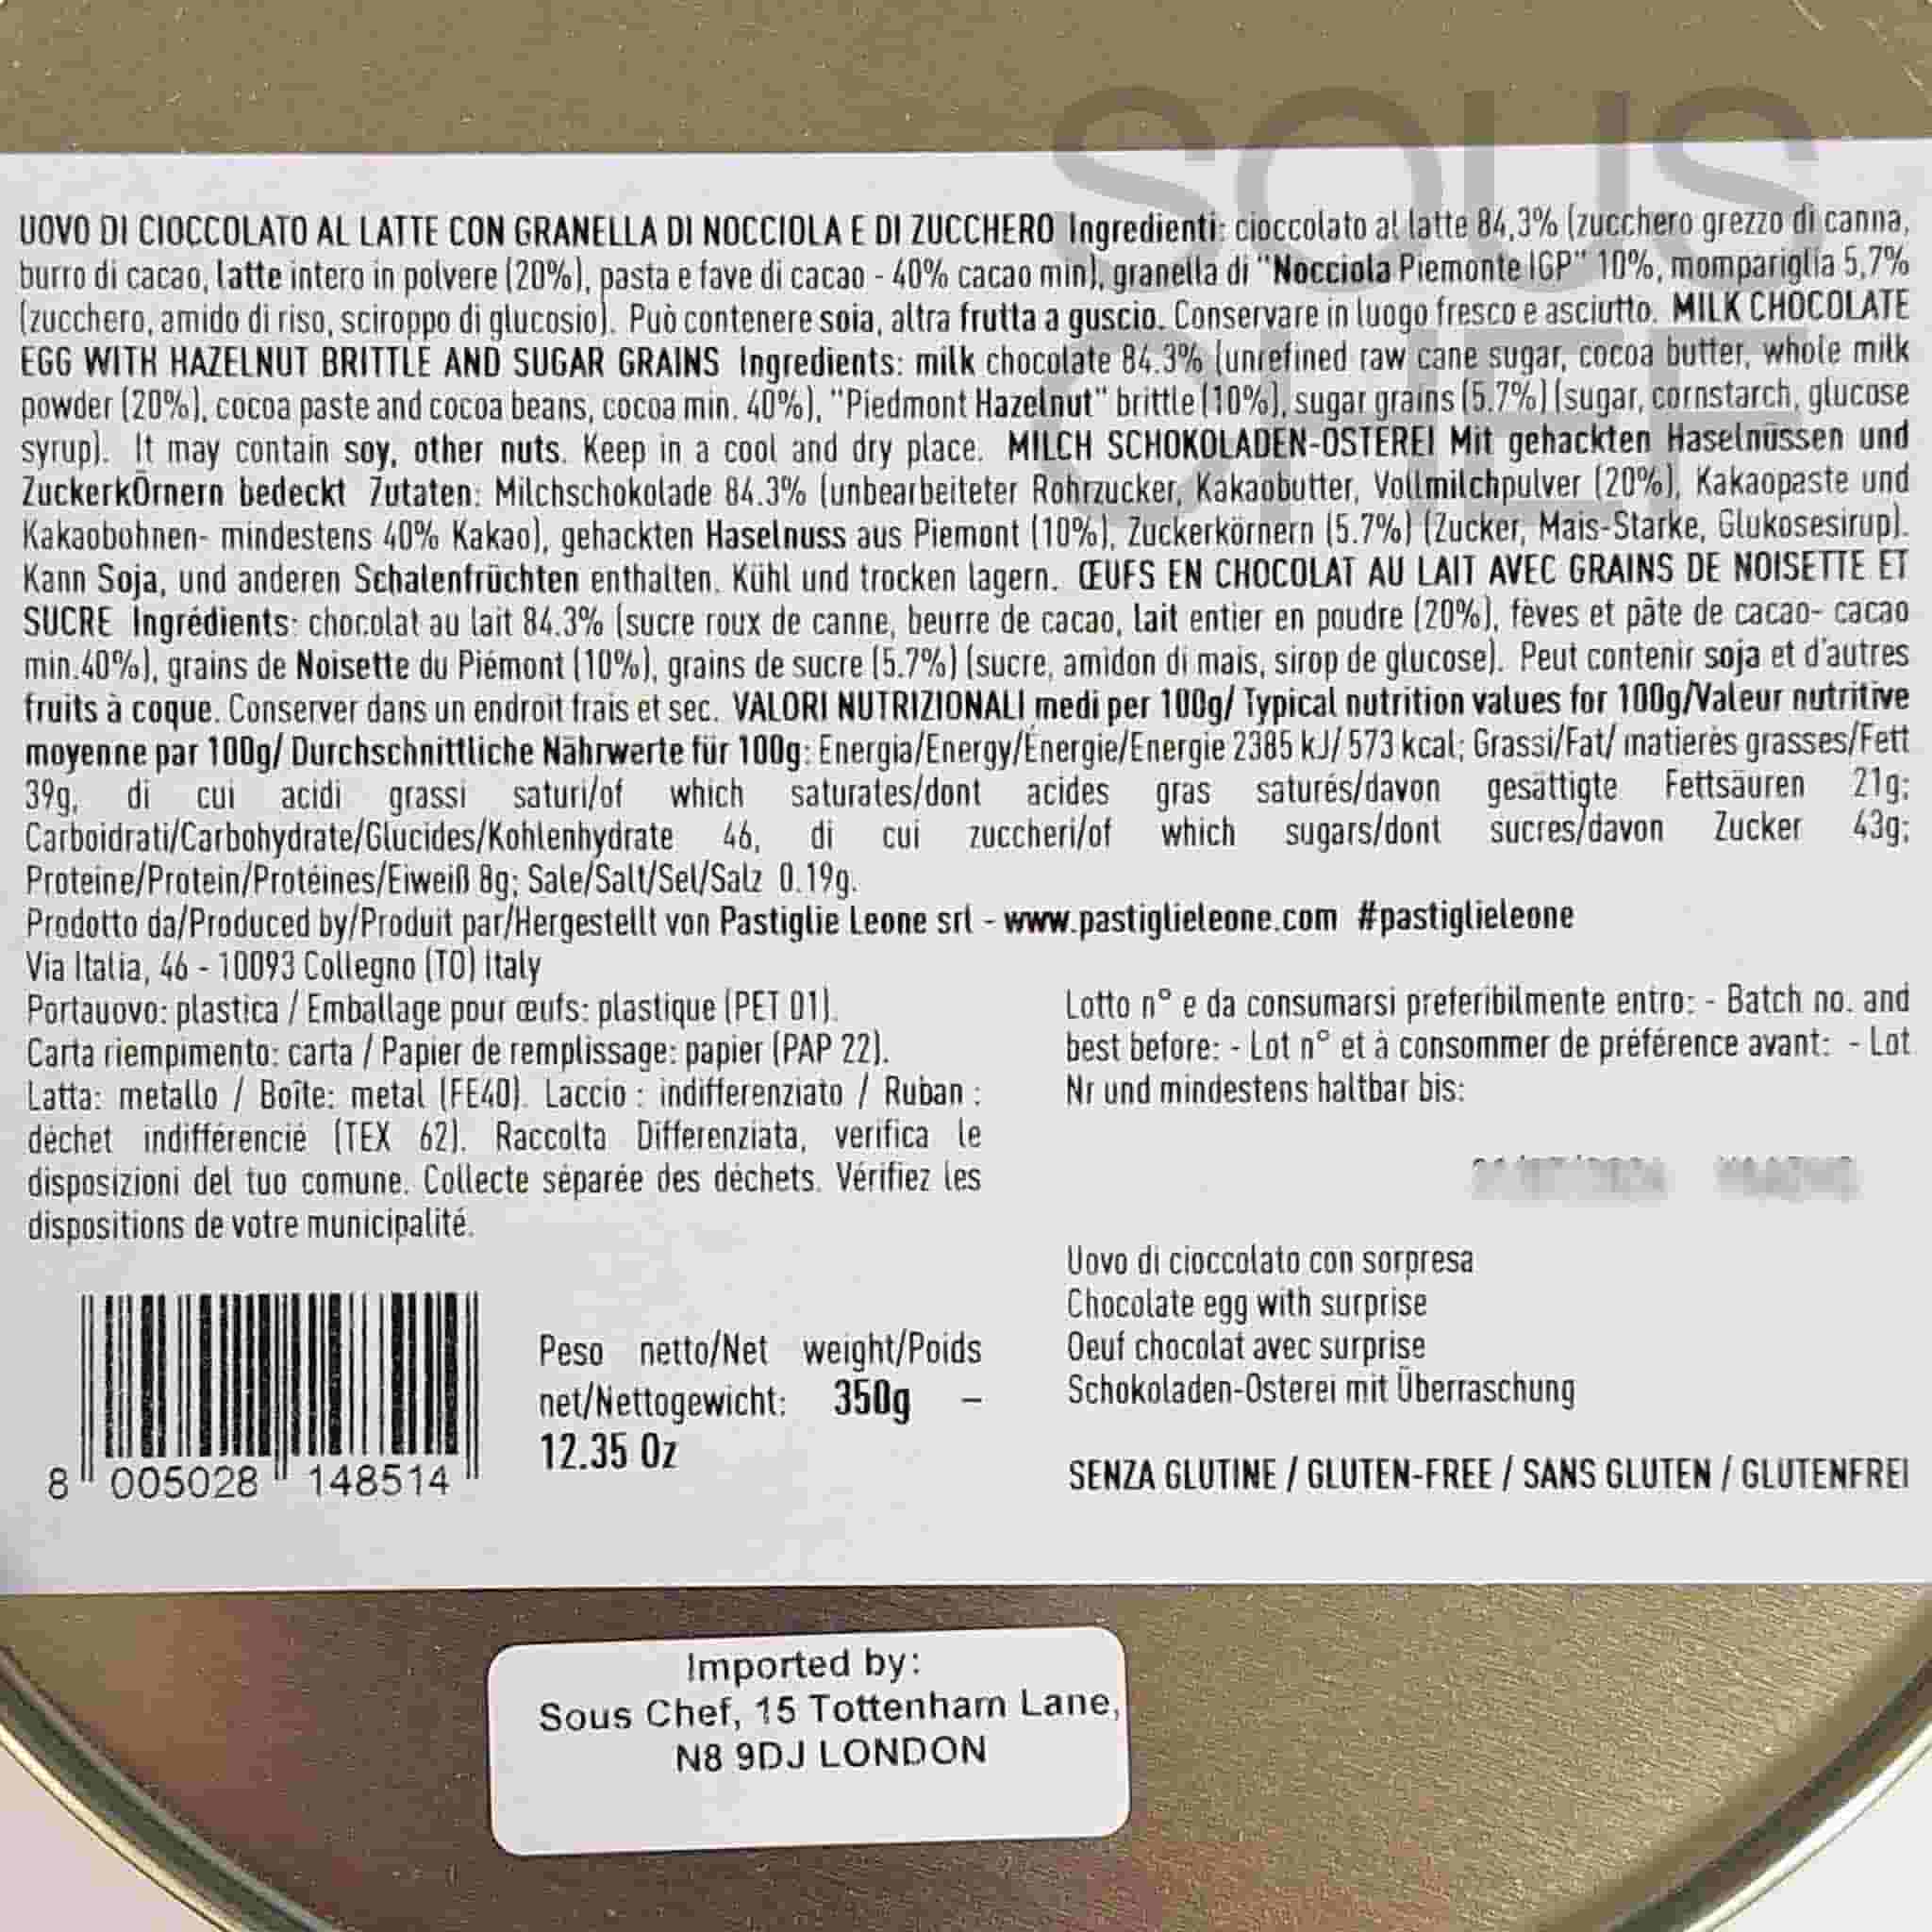 SOUS
CHEF
UOVO DI CIOCCOLATO AL LATTE CON GRANELLA DI NOCCIOLA E DI ZUCCHERO Ingredienti: cioccolato al latte 84,3% (zucchero grezzo di canna,
burro di cacao, latte intero in polvere (20%), pasta e fave di cacao - 40% cacao min), granella di "Nocciola Piemonte IGP" 10%, mompariglia 5,7%
(zucchero, amido di riso, sciroppo di glucosio). Può contenere soia, altra frutta a guscio. Conservare in luogo fresco e asciutto. MILK CHOCOLATE
EGG WITH HAZELNUT BRITTLE AND SUGAR GRAINS Ingredients: milk chocolate 84.3% (unrefined raw cane sugar, cocoa butter, whole milk
powder (20%), cocoa paste and cocoa beans, cocoa min. 40%), "Piedmont Hazelnut" brittle (10%), sugar grains (5.7%) (sugar, cornstarch, glucose
syrup). It may contain soy, other nuts. Keep in a cool and dry place. MILCH SCHOKOLADEN-OSTEREI Mit gehackten Haselnüssen und
ZuckerkÖrnern bedeckt Zutaten: Milchschokolade 84.3% (unbearbeiteter Rohrzucker, Kakaobutter, Vollmilchpulver (20%), Kakaopaste und
Kakaobohnen- mindestens 40% Kakao), gehackten Haselnuss aus Piemont (10%), Zuckerkörnern (5.7%) (Zucker, Mais-Starke, Glukosesirup).
Kann Soja, und anderen Schalenfrüchten enthalten. Kühl und trocken lagern. ŒUFS EN CHOCOLAT AU LAIT AVEC GRAINS DE NOISETTE ET
SUCRE Ingrédients: chocolat au lait 84.3% (sucre roux de canne, beurre de cacao, lait entier en poudre (20%), fèves et pâte de cacao- cacao
min.40%), grains de Noisette du Piémont (10%), grains de sucre (5.7%) (sucre, amidon di mais, sirop de glucose). Peut contenir soja et d'autres
fruits à coque. Conserver dans un endroit frais et sec. VALORI NUTRIZIONALI medi per 100g/ Typical nutrition values for 100g/Valeur nutritive
moyenne par 100g/ Durchschnittliche Nährwerte für 100g: Energia/Energy/Énergie/Energie 2385 kJ/ 573 kcal; Grassi/Fat/ matierès grasses/Fett
39g, di cui acidi grassi saturi/of which saturates/dont acides gras saturés/davon gesättigte Fettsäuren 21g;
Carboidrati/Carbohydrate/Glucides/Kohlenhydrate 46, di cui zuccheri/of which sugars/dont sucres/davon Zucker 43g;
Proteine/Protein/Protéines/Eiweiß 8g; Sale/Salt/Sel/Salz 0.19g.
Prodotto da/Produced by/Produit par/Hergestellt von Pastiglie Leone srl - www.pastiglieleone.com #pastiglieleone
Via Italia, 46 - 10093 Collegno (TO) Italy
Portauovo: plastica / Emballage pour œufs: plastique (PET 01).
Carta riempimento: carta / Papier de remplissage: papier (PAP 22).
Latta: metallo / Boîte: metal (FE40). Laccio : indifferenziato / Ruban :
déchet indifférencié (TEX 62). Raccolta Differenziata, verifica le
disposizioni del tuo comune. Collecte séparée des déchets. Vérifiez les
dispositions de votre municipalité.
Lotto n° e da consumarsi preferibilmente entro: - Batch no. and
best before: - Lot n° et à consommer de préférence avant: - Lot
Nr und mindestens haltbar bis:
Uovo di cioccolato con sorpresa
Chocolate egg with surprise
Oeuf chocolat avec surprise
Schokoladen-Osterei mit Überraschung
SENZA GLUTINE / GLUTEN-FREE / SANS GLUTEN / GLUTENFREI
Peso netto/Net weight/Poids
net/Nettogewicht: 350g –
12.35 Oz
8 005028 148514
Imported by:
Sous Chef, 15 Tottenham Lane,
N8 9DJ LONDON